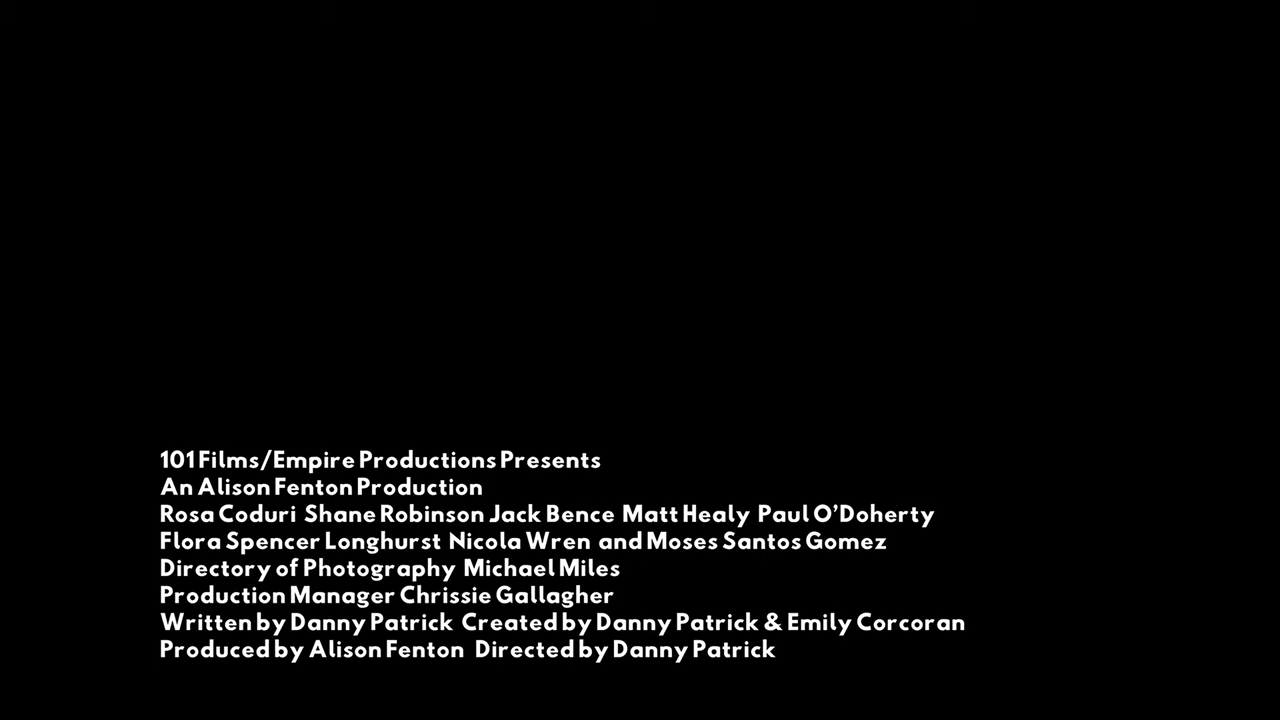 101 Films/Empire Productions Presents
An Alison Fenton Production
Rosa Coduri Shane Robinson Jack Bence Matt Healy Paul O’Doherty
Flora Spencer Longhurst Nicola Wren and Moses Santos Gomez
Directory of Photography Michael Miles
Production Manager Chrissie Gallagher
Written by Danny Patrick Created by Danny Patrick & Emily Corcoran
Produced by Alison Fenton Directed by Danny Patrick